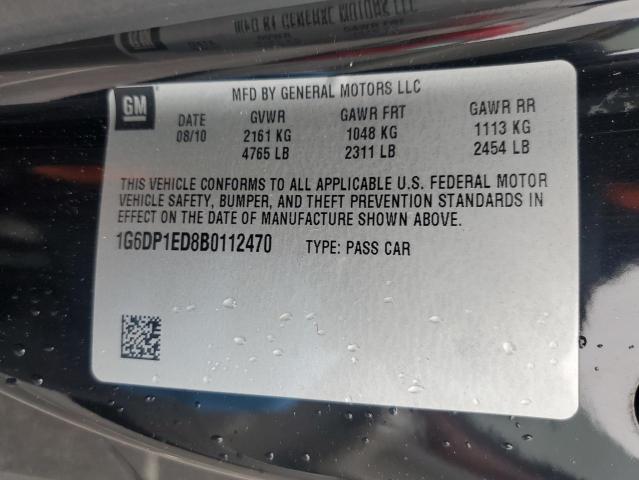 GM
MFD BY GENERAL MOTORS LLC
DATE GVWR GAWR FRT GAWR RR
08/10 2161 KG 1048 KG 1113 KG
4765 LB 2311 LB 2454 LB
THIS VEHICLE CONFORMS TO ALL APPLICABLE U.S. FEDERAL MOTOR
VEHICLE SAFETY, BUMPER, AND THEFT PREVENTION STANDARDS IN
EFFECT ON THE DATE OF MANUFACTURE SHOWN ABOVE.
1G6DP1ED8B0112470 TYPE: PASS CAR